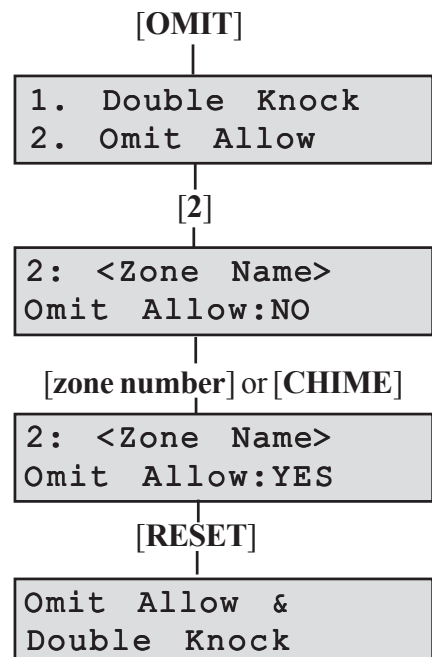 [OMIT]
1. Double Knock
2. Omit Allow
[2]
2: <Zone Name>
Omit Allow:NO
[zone number] or [CHIME]
2: <Zone Name>
Omit Allow:YES
[RESET]
Omit Allow &
Double Knock